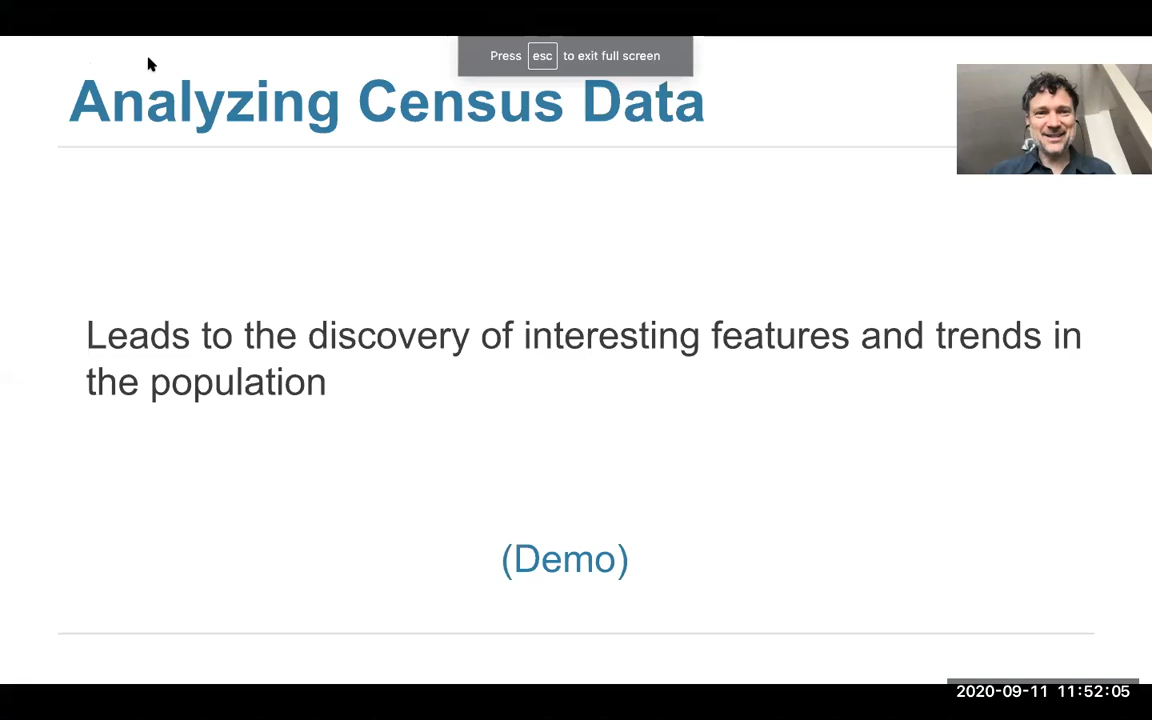 Press esc to exit full screen
Analyzing Census Data
Leads to the discovery of interesting features and trends in
the population
(Demo)
2020-09-11 11:52:05